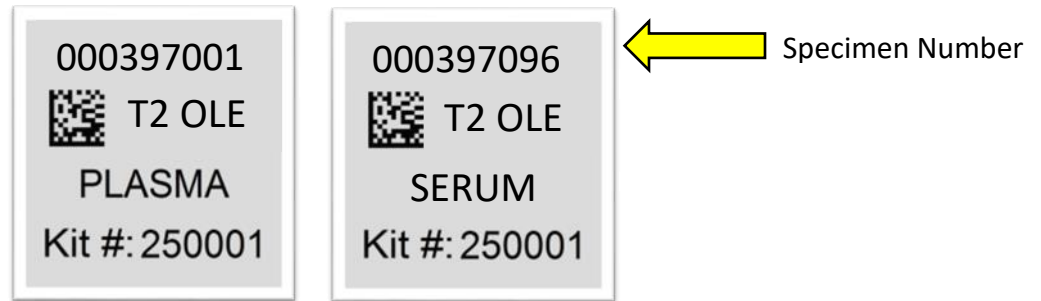 000397001
T2 OLE
PLASMA
Kit #: 250001
000397096
T2 OLE
SERUM
Kit #: 250001
Specimen Number